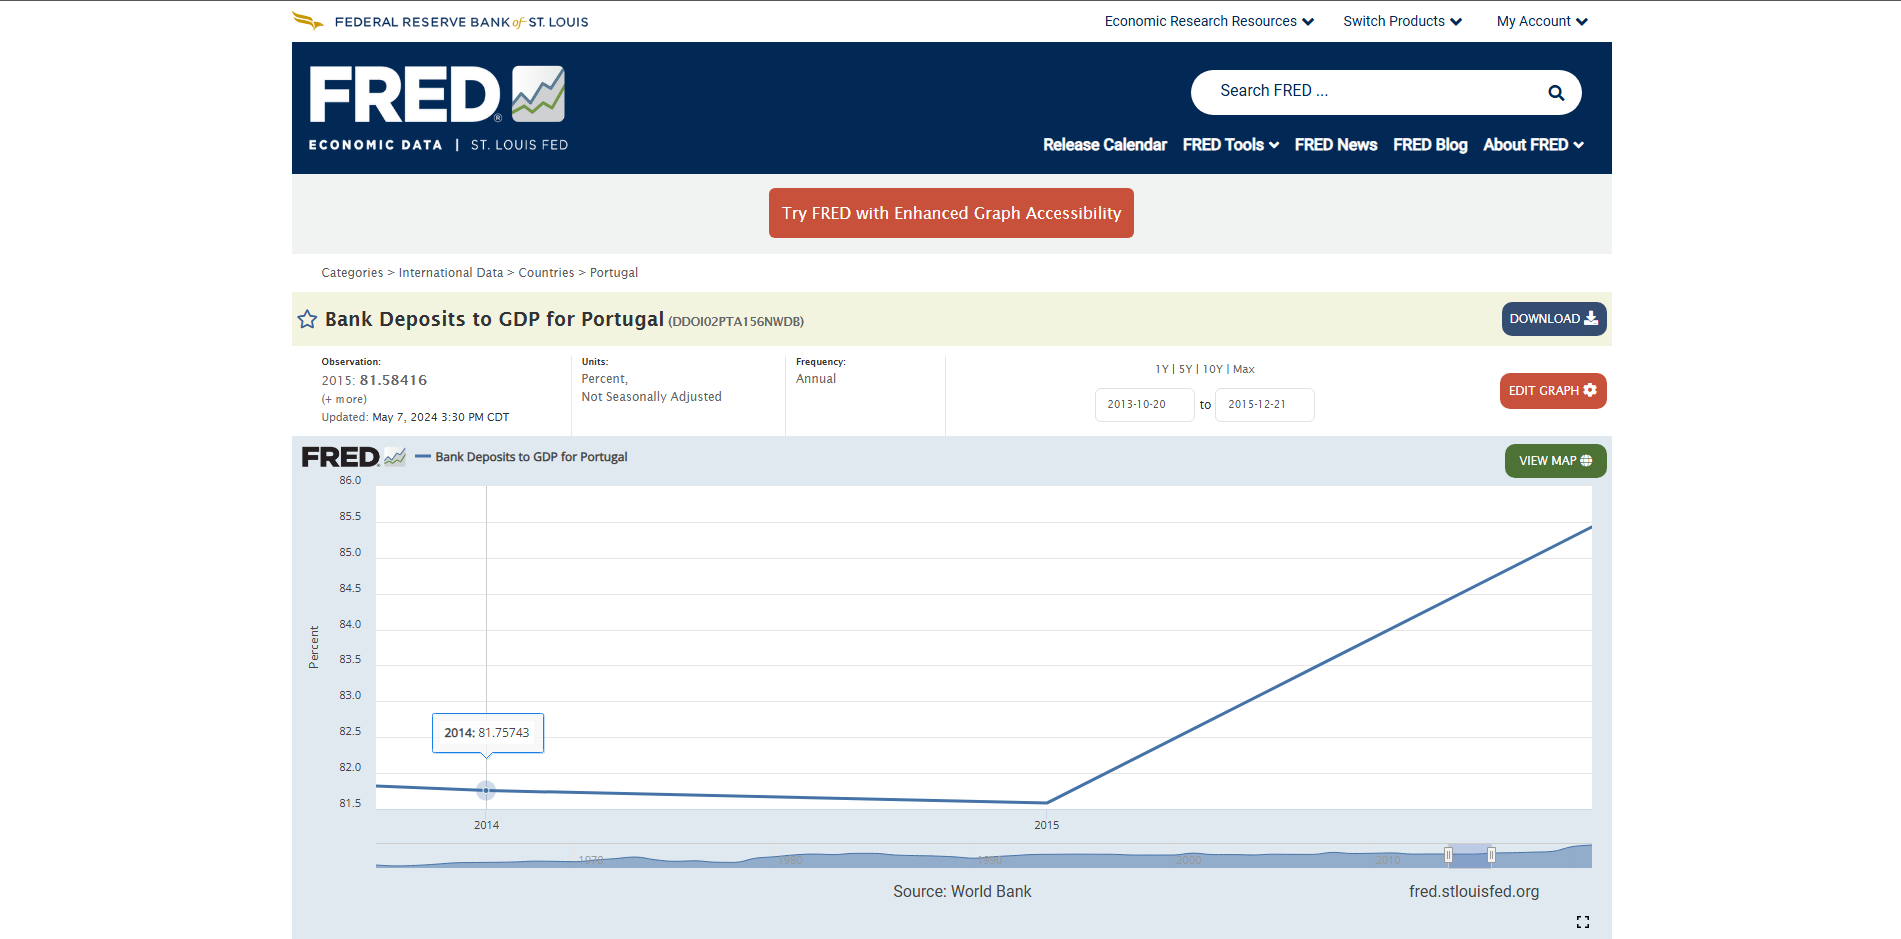 FEDERAL RESERVE BANK of ST. LOUIS
Economic Research Resources Switch Products My Account
FRED®
ECONOMIC DATA | ST. LOUIS FED
Search FRED ...
Release Calendar FRED Tools FRED News FRED Blog About FRED
Try FRED with Enhanced Graph Accessibility
Categories > International Data > Countries > Portugal
Bank Deposits to GDP for Portugal (DDOI02PTA156NWDB)
DOWNLOAD
Observation:
2015: 81.58416
(+ more)
Updated: May 7, 2024 3:30 PM CDT
Units:
Percent,
Not Seasonally Adjusted
Frequency:
Annual
1Y | 5Y | 10Y | Max
2013-10-20 to 2015-12-21
EDIT GRAPH
FRED
Bank Deposits to GDP for Portugal
VIEW MAP
86.0
85.5
85.0
84.5
84.0
83.5
83.0
82.5
82.0
81.5
Percent
2014: 81.75743
2014 2015
1970 1980 1990 2000 2010
Source: World Bank
fred.stlouisfed.org